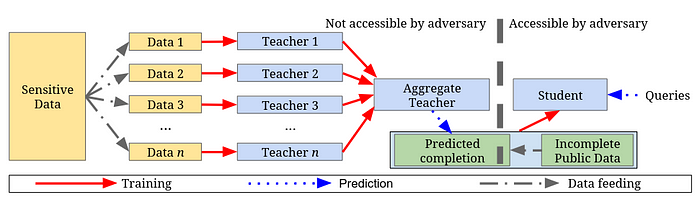 Not accessible by adversary
Accessible by adversary
Sensitive
Data
Data 1
Teacher 1
Data 2
Teacher 2
Data 3
Teacher 3
...
...
Data n
Teacher n
Aggregate
Teacher
Student
Queries
Predicted
completion
Incomplete
Public Data
Training
Prediction
Data feeding